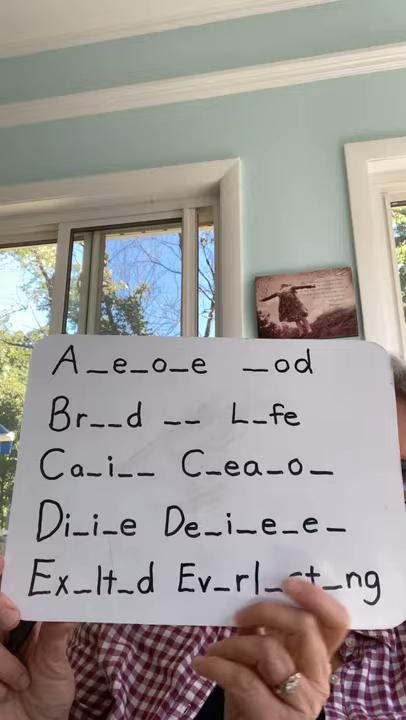 A_e_o_e _od
Br__d __ L_fe
Ca_i__ C_ea_o_
Di_i_e De_i_e_e_
Ex_lt_d Ev_rl_st_ng